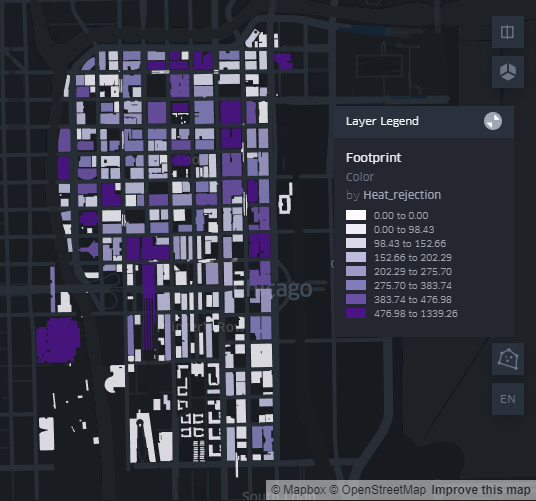 Layer Legend
Footprint
Color
by Heat_rejection
0.00 to 0.00
0.00 to 98.43
98.43 to 152.66
152.66 to 202.29
202.29 to 275.70
275.70 to 383.74
383.74 to 476.98
476.98 to 1339.26
EN
© Mapbox © OpenStreetMap Improve this map